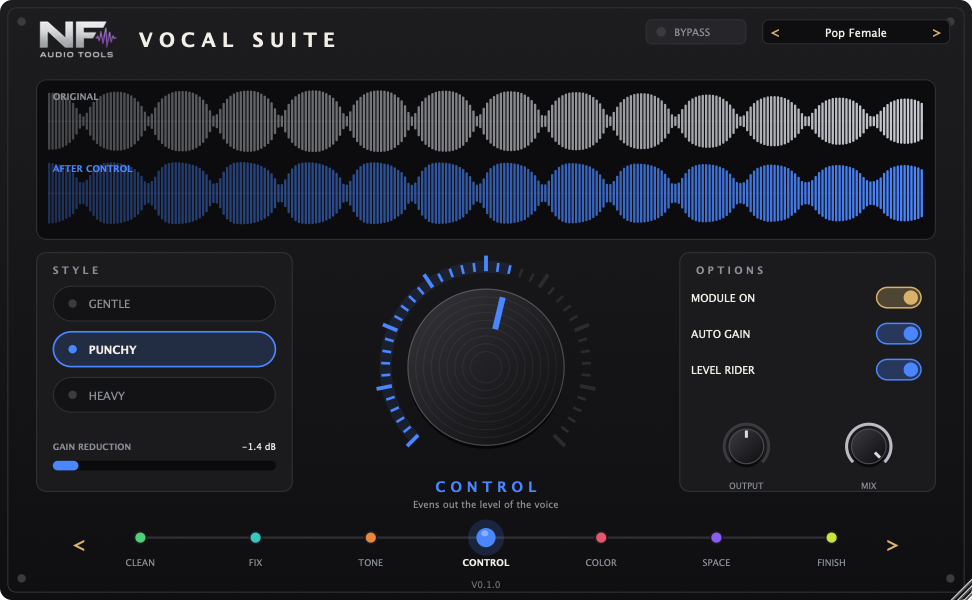 NF
AUDIO TOOLS
VOCAL SUITE
BYPASS
< Pop Female >
ORIGINAL
AFTER CONTROL
STYLE
GENTLE
PUNCHY
HEAVY
GAIN REDUCTION -1.4 dB
OPTIONS
MODULE ON
AUTO GAIN
LEVEL RIDER
OUTPUT MIX
CONTROL
Evens out the level of the voice
< >
CLEAN FIX TONE CONTROL COLOR SPACE FINISH
V0.1.0